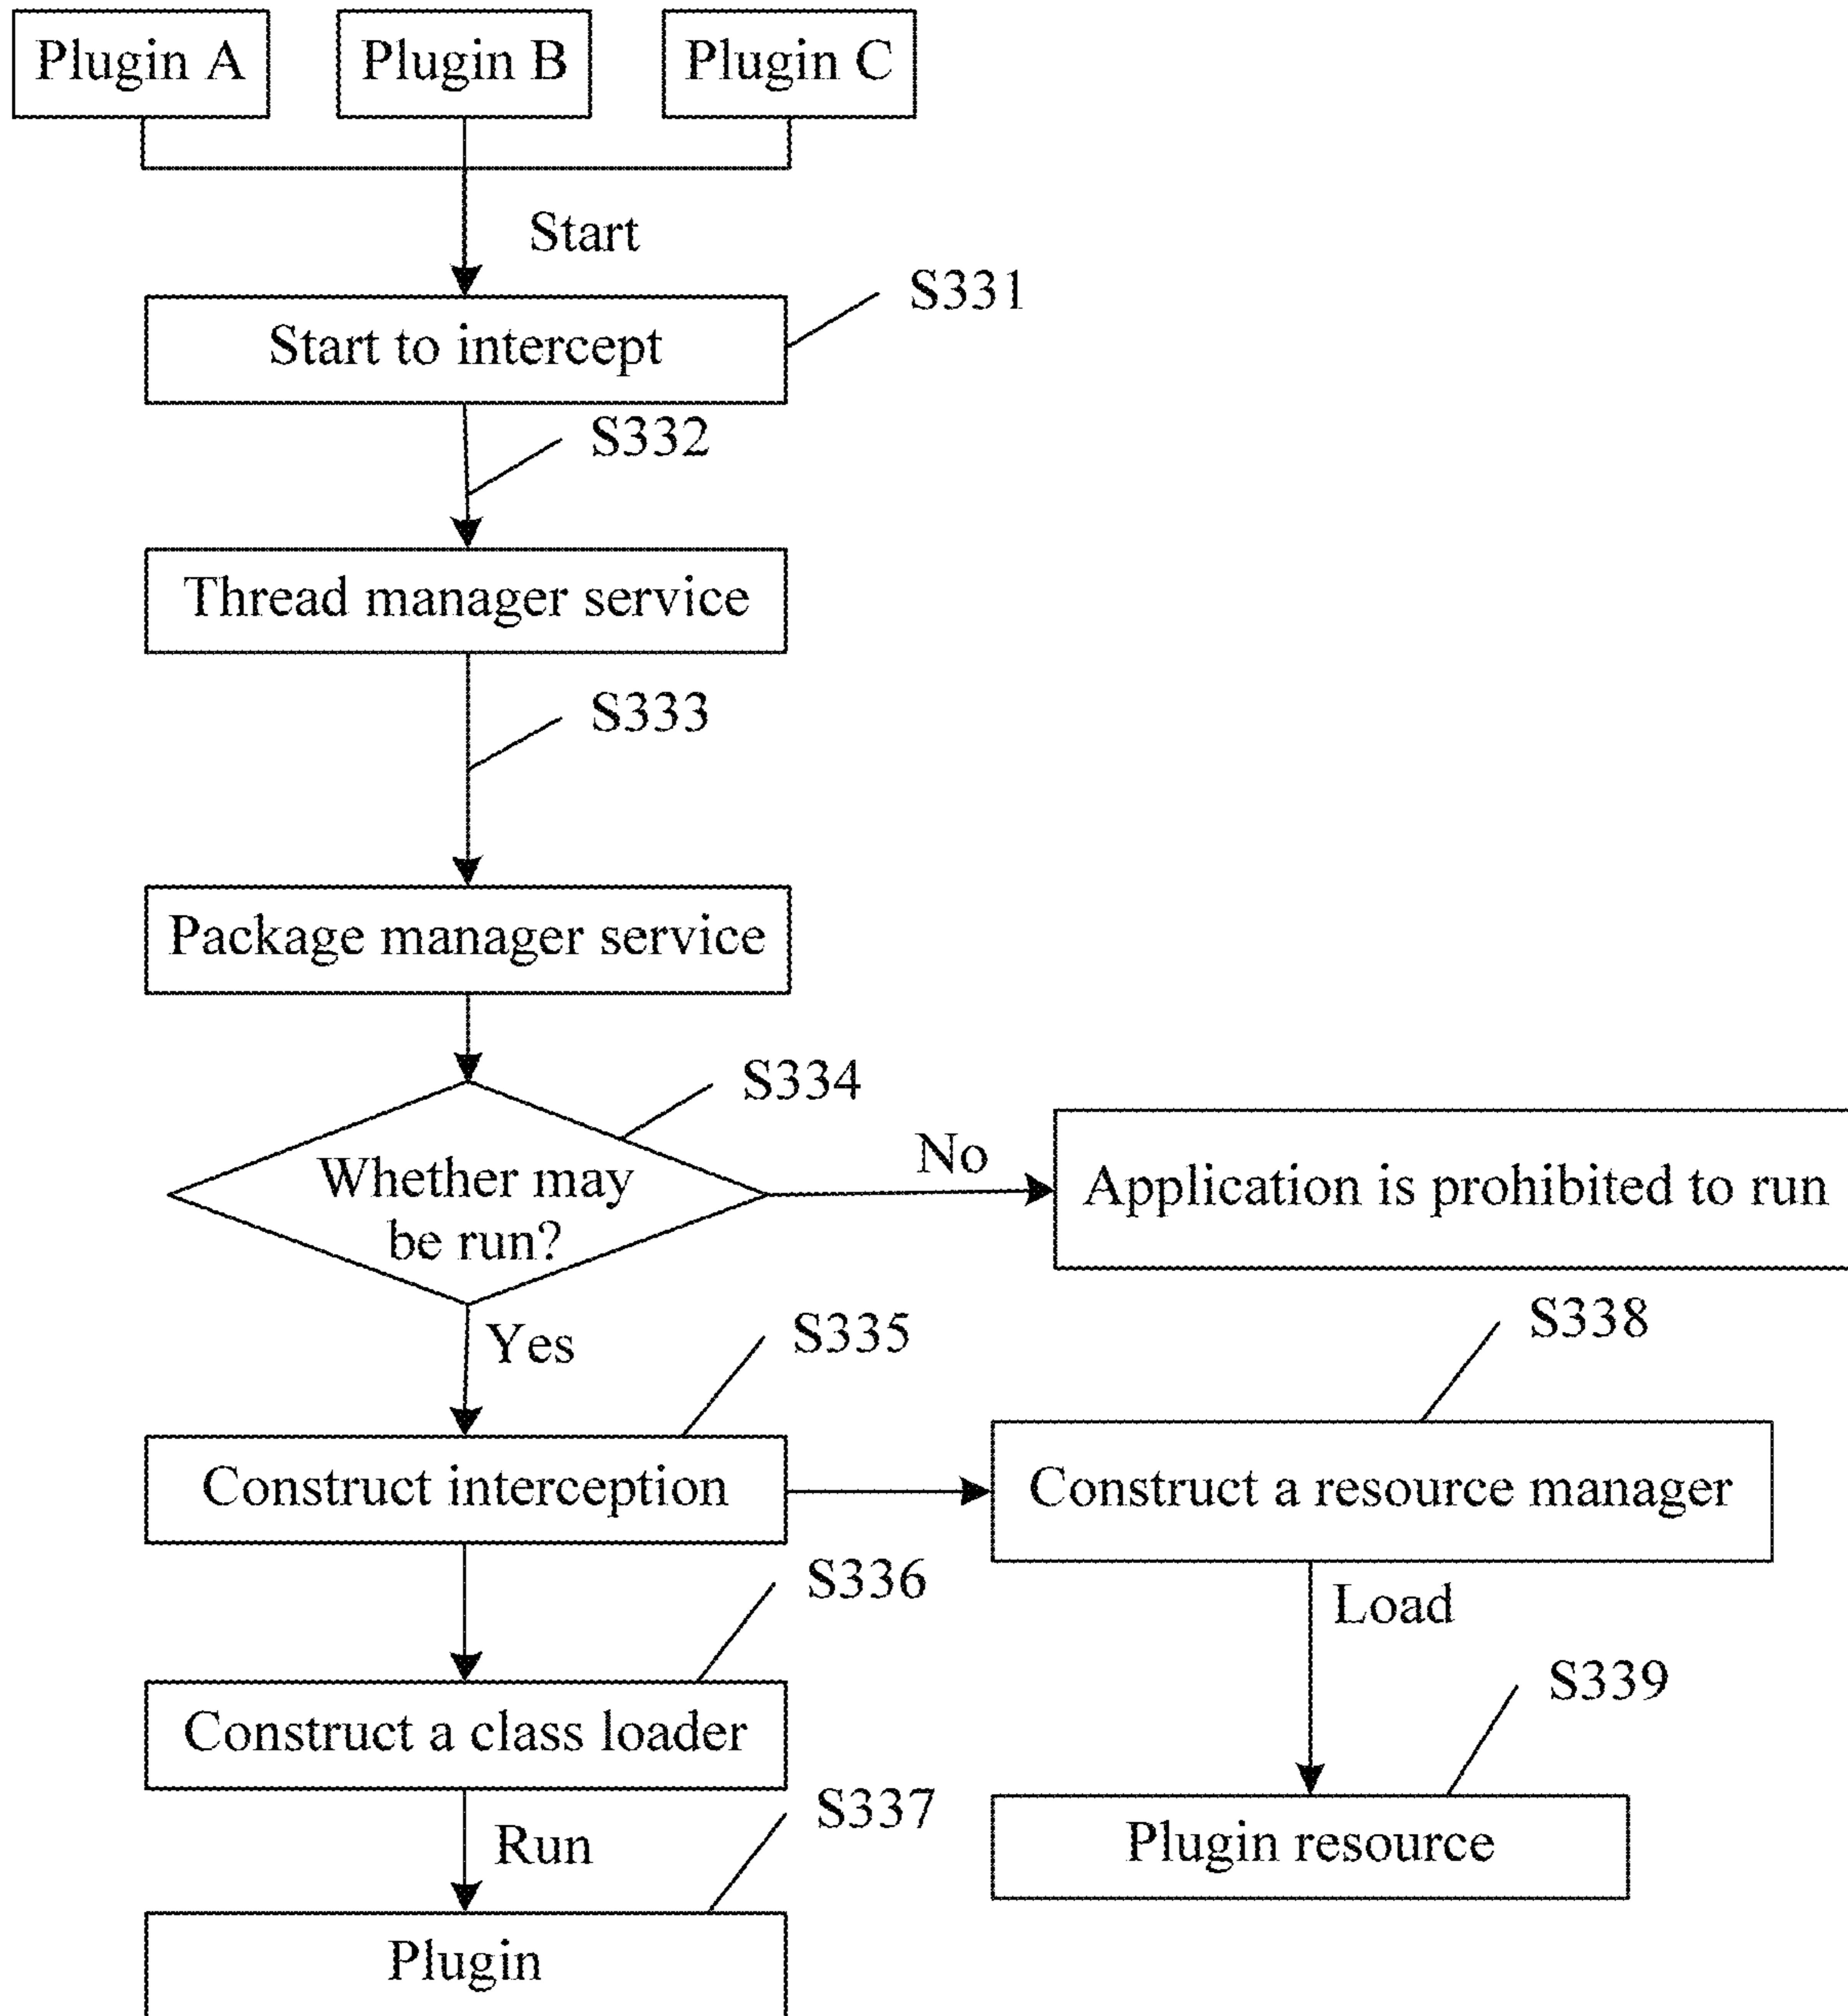 Plugin A
Plugin B
Plugin C
Start
S331
Start to intercept
S332
Thread manager service
S333
Package manager service
S334
Whether may
be run?
No
Application is prohibited to run
Yes
S335
S338
Construct interception
Construct a resource manager
S336
Load
Construct a class loader
S339
S337
Run
Plugin resource
Plugin